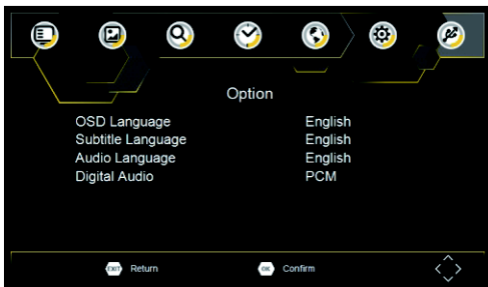 Option
OSD Language English
Subtitle Language English
Audio Language English
Digital Audio PCM
EXIT Return OK Confirm